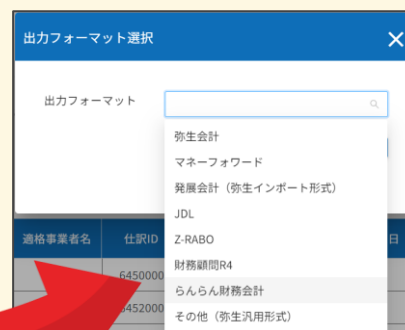 出力フォーマット選択
出力フォーマット
弥生会計
マネーフォワード
発展会計（弥生インポート形式）
JDL
Z-RABO
財務顧問R4
らんらん財務会計
その他（弥生汎用形式）
適格事業者名 仕訳ID 日
6450000
6452000